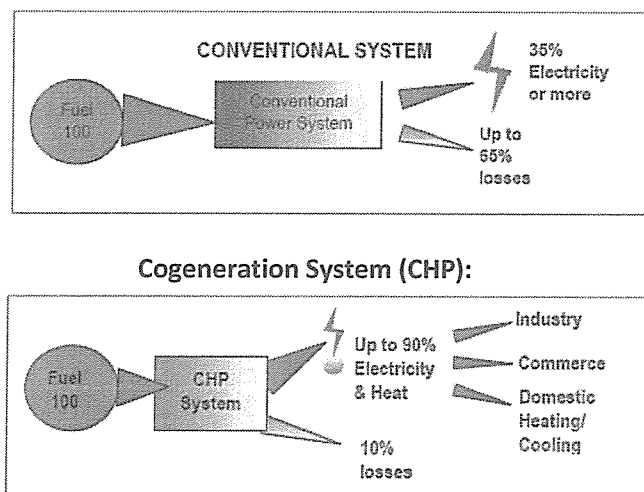 CONVENTIONAL SYSTEM
Fuel
100
Conventional
Power System
35%
Electricity
or more
Up to
65%
losses
Cogeneration System (CHP):
Fuel
100
CHP
System
Up to 90%
Electricity
& Heat
10%
losses
Industry
Commerce
Domestic
Heating/
Cooling